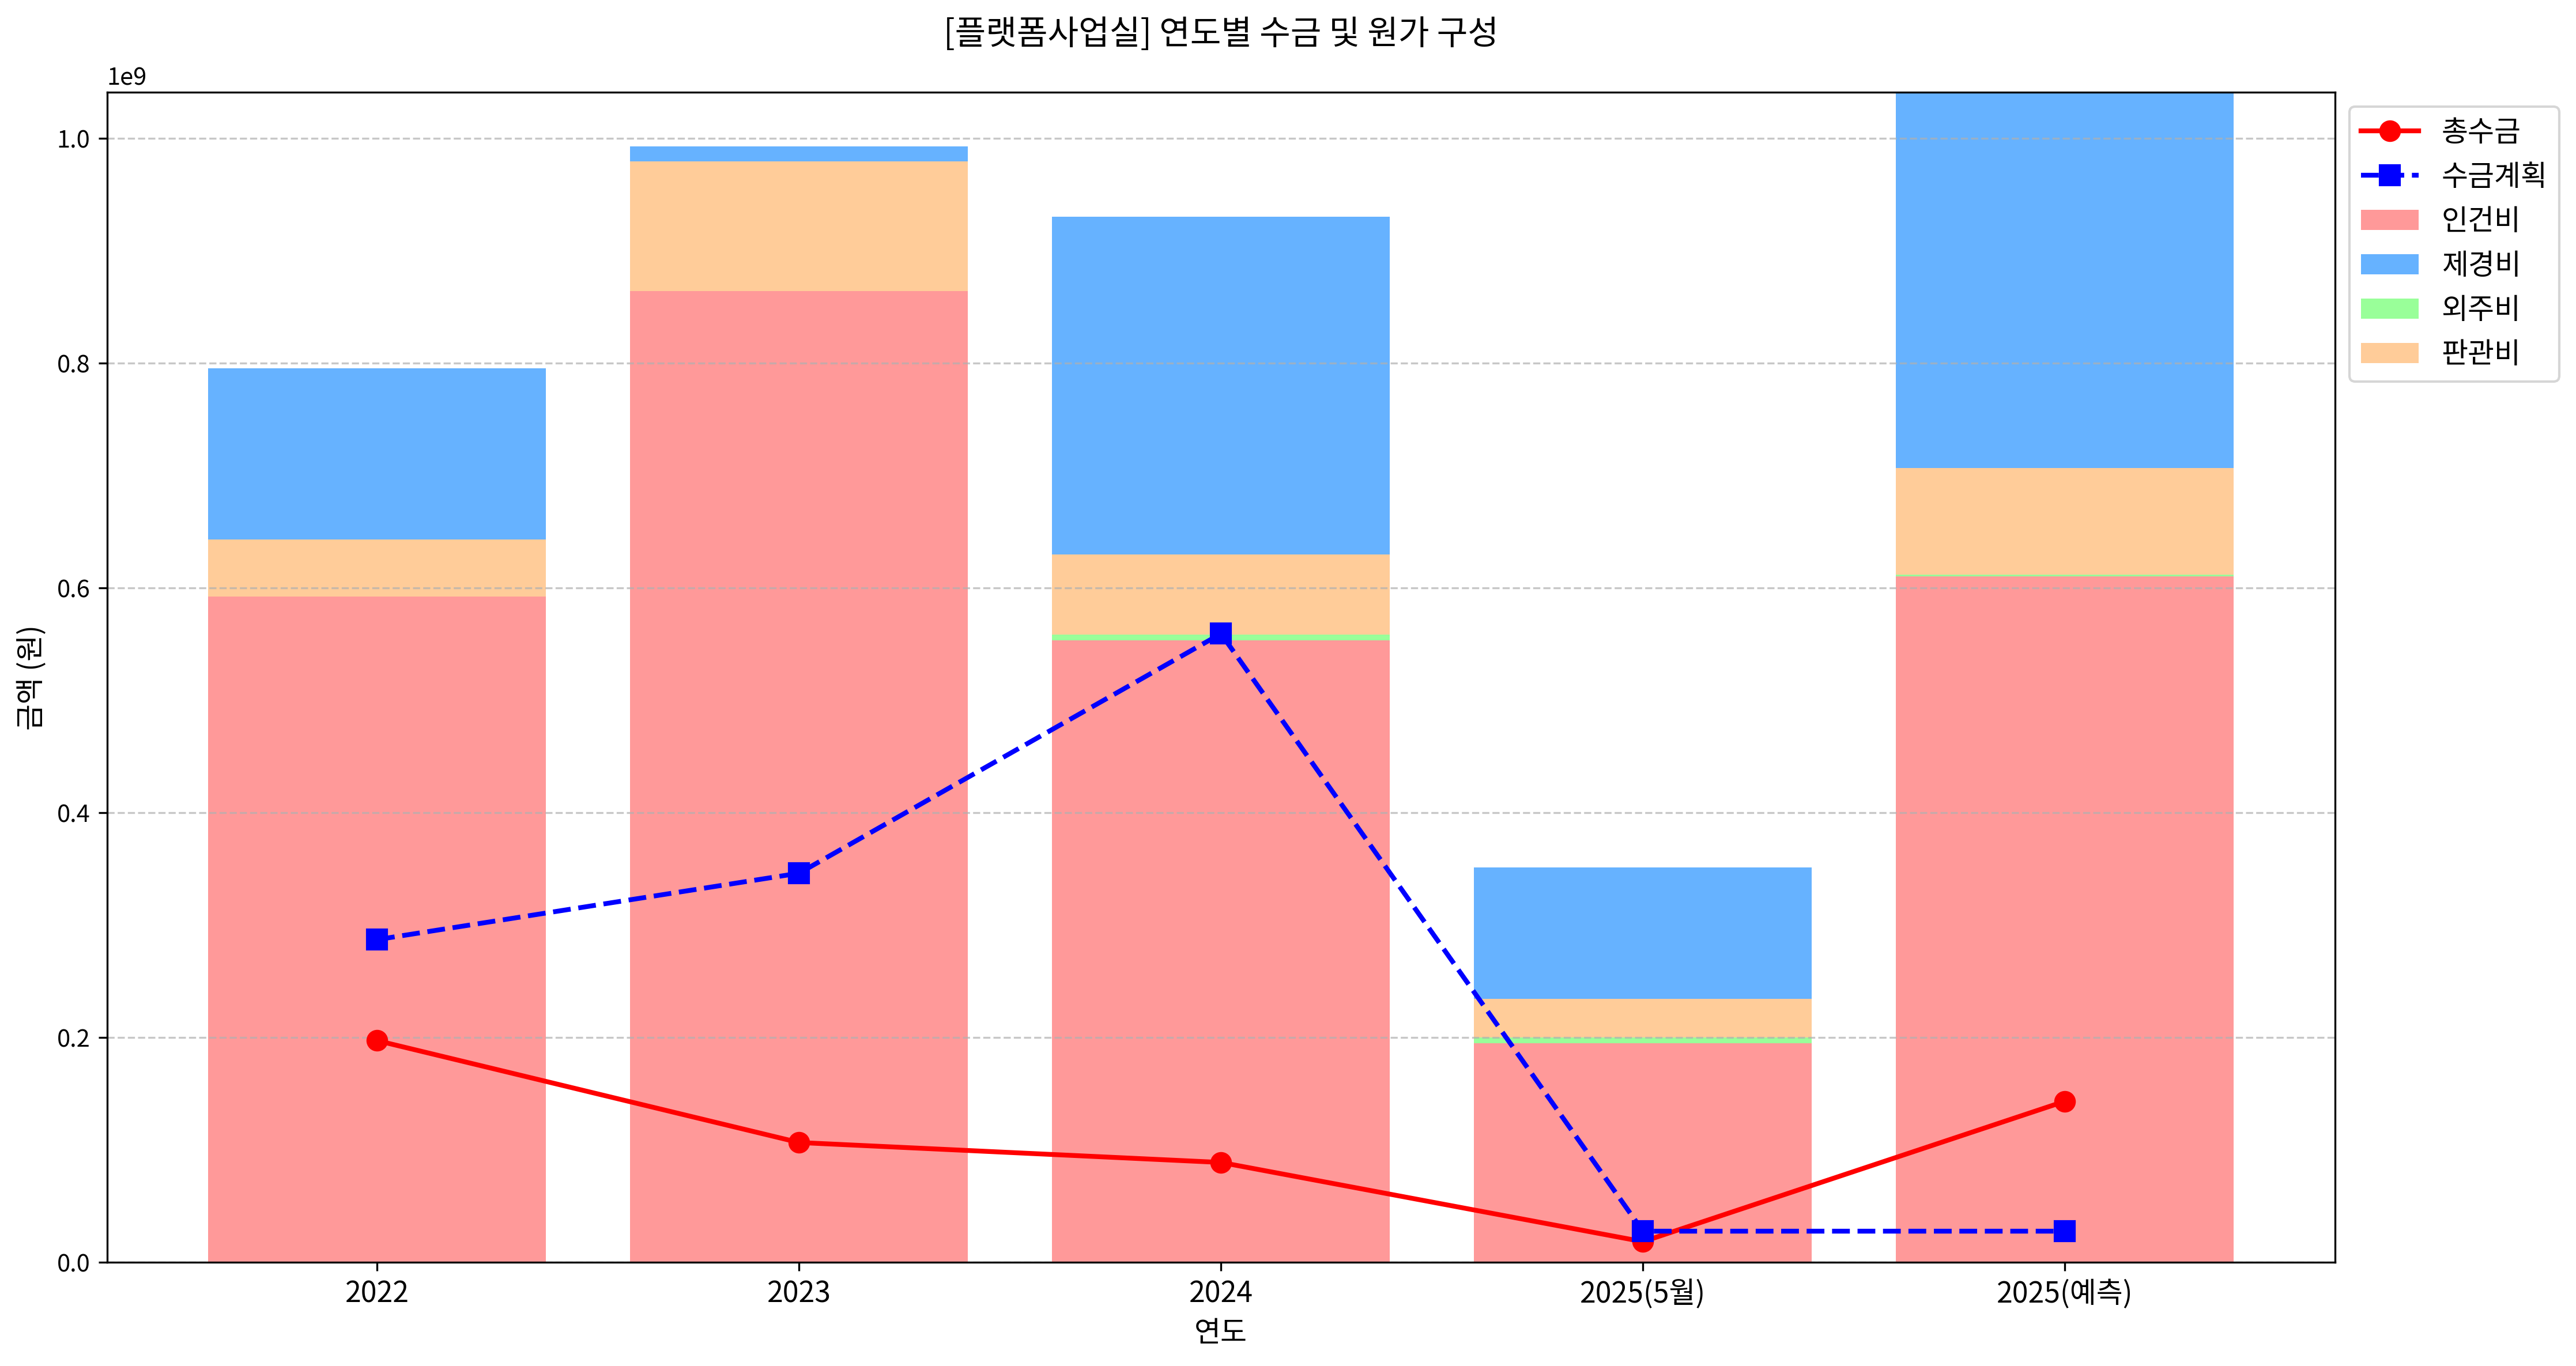 [플랫폼사업실] 연도별 수금 및 원가 구성
1e9
1.0
0.8
0.6
0.4
0.2
0.0
금액 (원)
2022
2023
2024
2025(5월)
2025(예측)
연도
총수금
수금계획
인건비
제경비
외주비
판관비